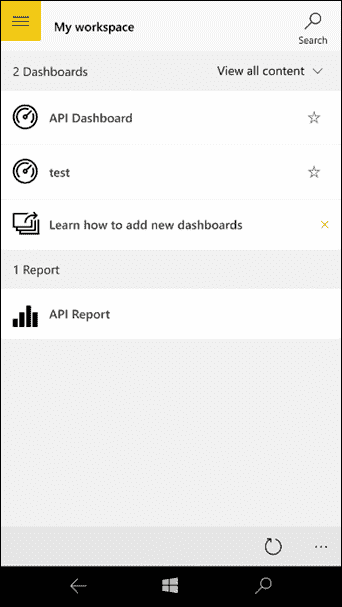 My workspace
Search
2 Dashboards
View all content
API Dashboard
test
Learn how to add new dashboards
1 Report
API Report